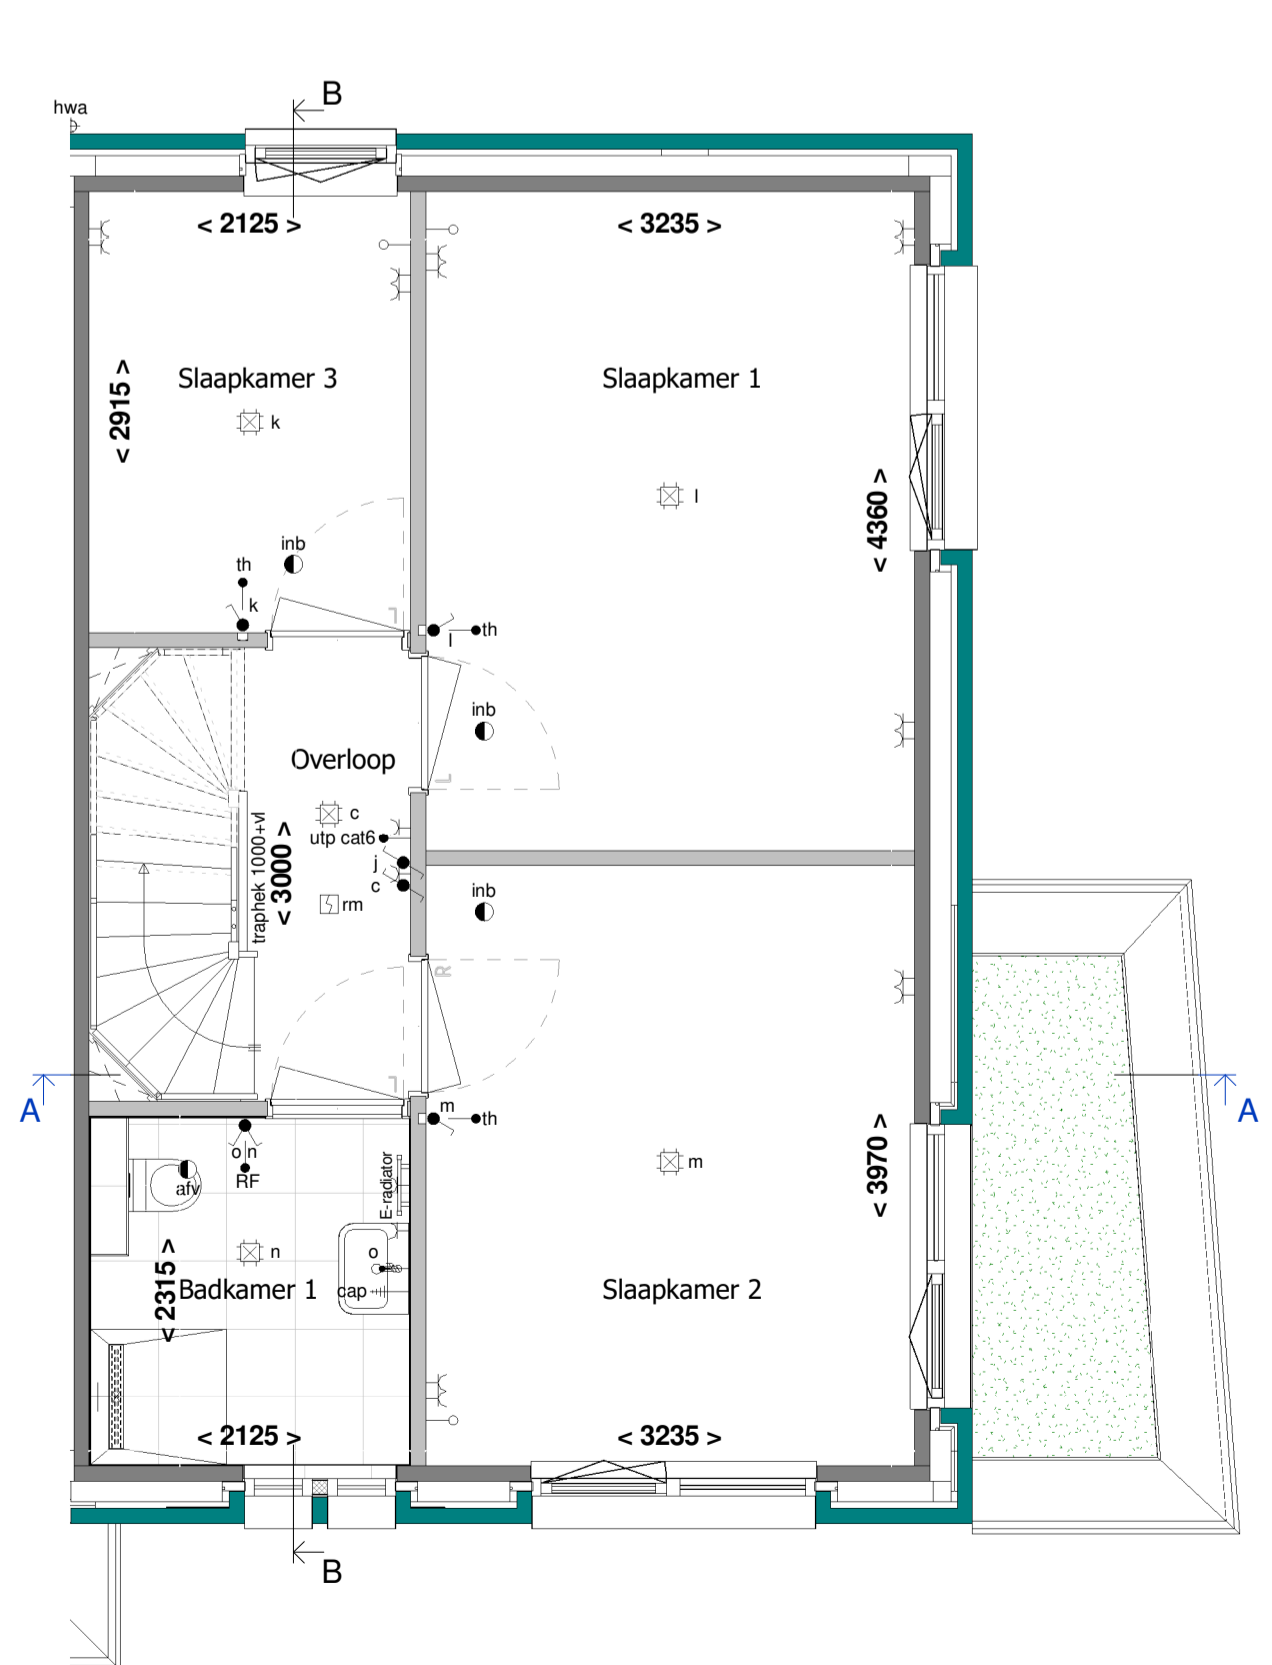 B
hwa
< 2125 >
< 3235 >
Slaapkamer 3
Slaapkamer 1
< 2915 >
k
l
< 4360 >
inb
th
k
L
l
th
inb
L
Overloop
c
utp cat6
j
c
traphek 1000+vl
< 3000 >
rm
inb
R
L
A
A
m
th
o n
RF
afv
E-radiator
m
< 3970 >
n
o
< 2315 >
Badkamer 1
cap
Slaapkamer 2
< 2125 >
< 3235 >
B